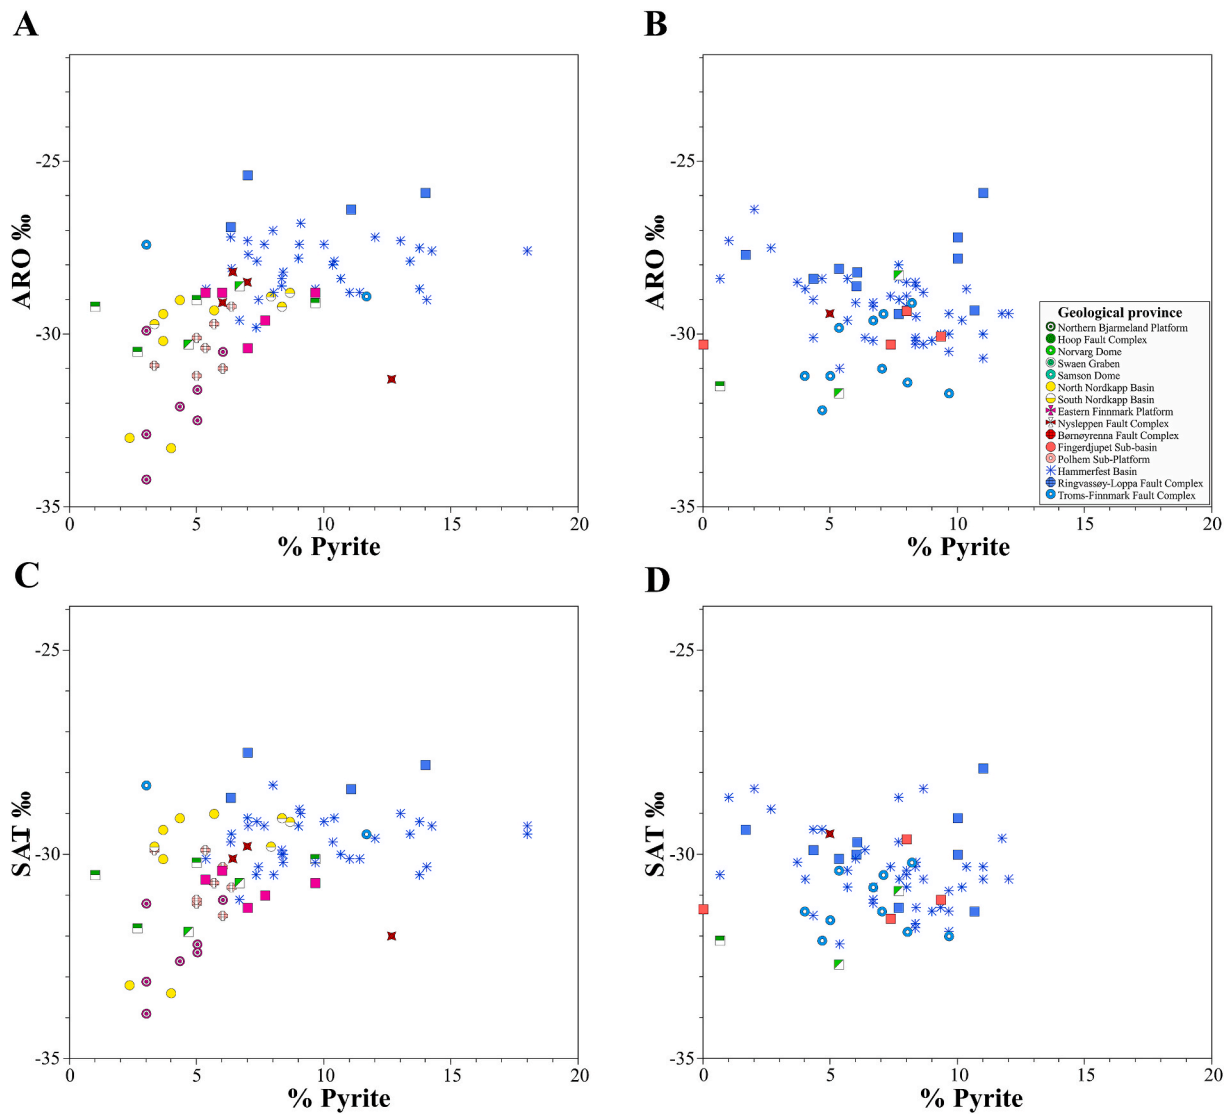 A
B
-25
-30
-35
0
5
10
15
20
ARO ‰
% Pyrite
-25
-30
-35
0
5
10
15
20
ARO ‰
% Pyrite
Geological province
Northern Bjarmeland Platform
Hoop Fault Complex
Norvarg Dome
Swaen Graben
Samson Dome
North Nordkapp Basin
South Nordkapp Basin
Eastern Finnmark Platform
Nysleppen Fault Complex
Børnøyrenna Fault Complex
Fingerdjupet Sub-basin
Polhem Sub-Platform
Hammerfest Basin
Ringvassøy-Loppa Fault Complex
Troms-Finnmark Fault Complex
C
D
-25
-30
-35
0
5
10
15
20
SAT ‰
% Pyrite
-25
-30
-35
0
5
10
15
20
SAT ‰
% Pyrite